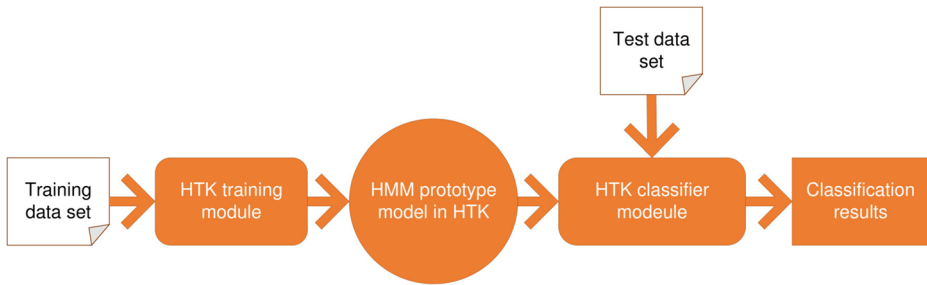 Test data
set
Training
data set
HTK training
module
HMM prototype
model in HTK
HTK classifier
modeule
Classification
results